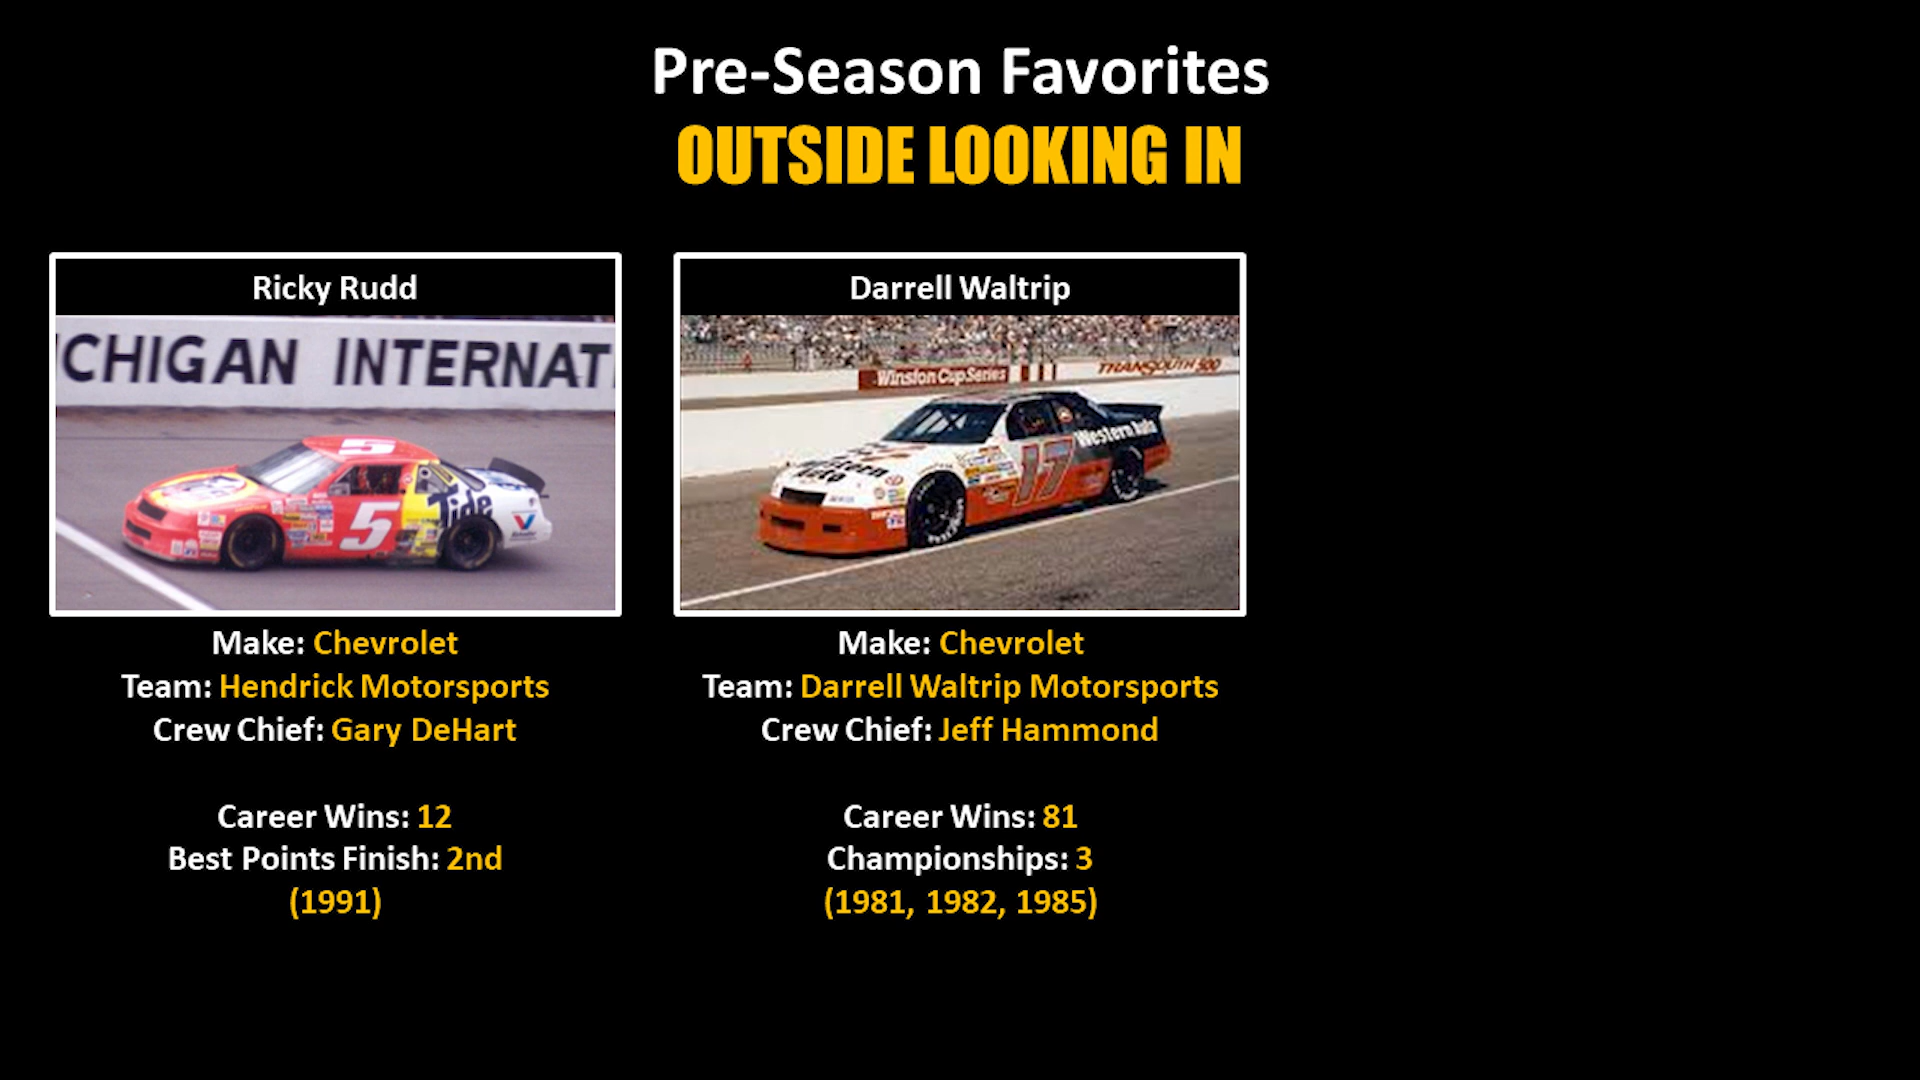 Pre-Season Favorites
OUTSIDE LOOKING IN
Ricky Rudd
CHIGAN INTERNAT
5
5
Tide
Make: Chevrolet
Team: Hendrick Motorsports
Crew Chief: Gary DeHart
Career Wins: 12
Best Points Finish: 2nd
(1991)
Darrell Waltrip
Winston Cup Series
TRANSOUTH 500
Western Auto
17
Western Auto
Make: Chevrolet
Team: Darrell Waltrip Motorsports
Crew Chief: Jeff Hammond
Career Wins: 81
Championships: 3
(1981, 1982, 1985)